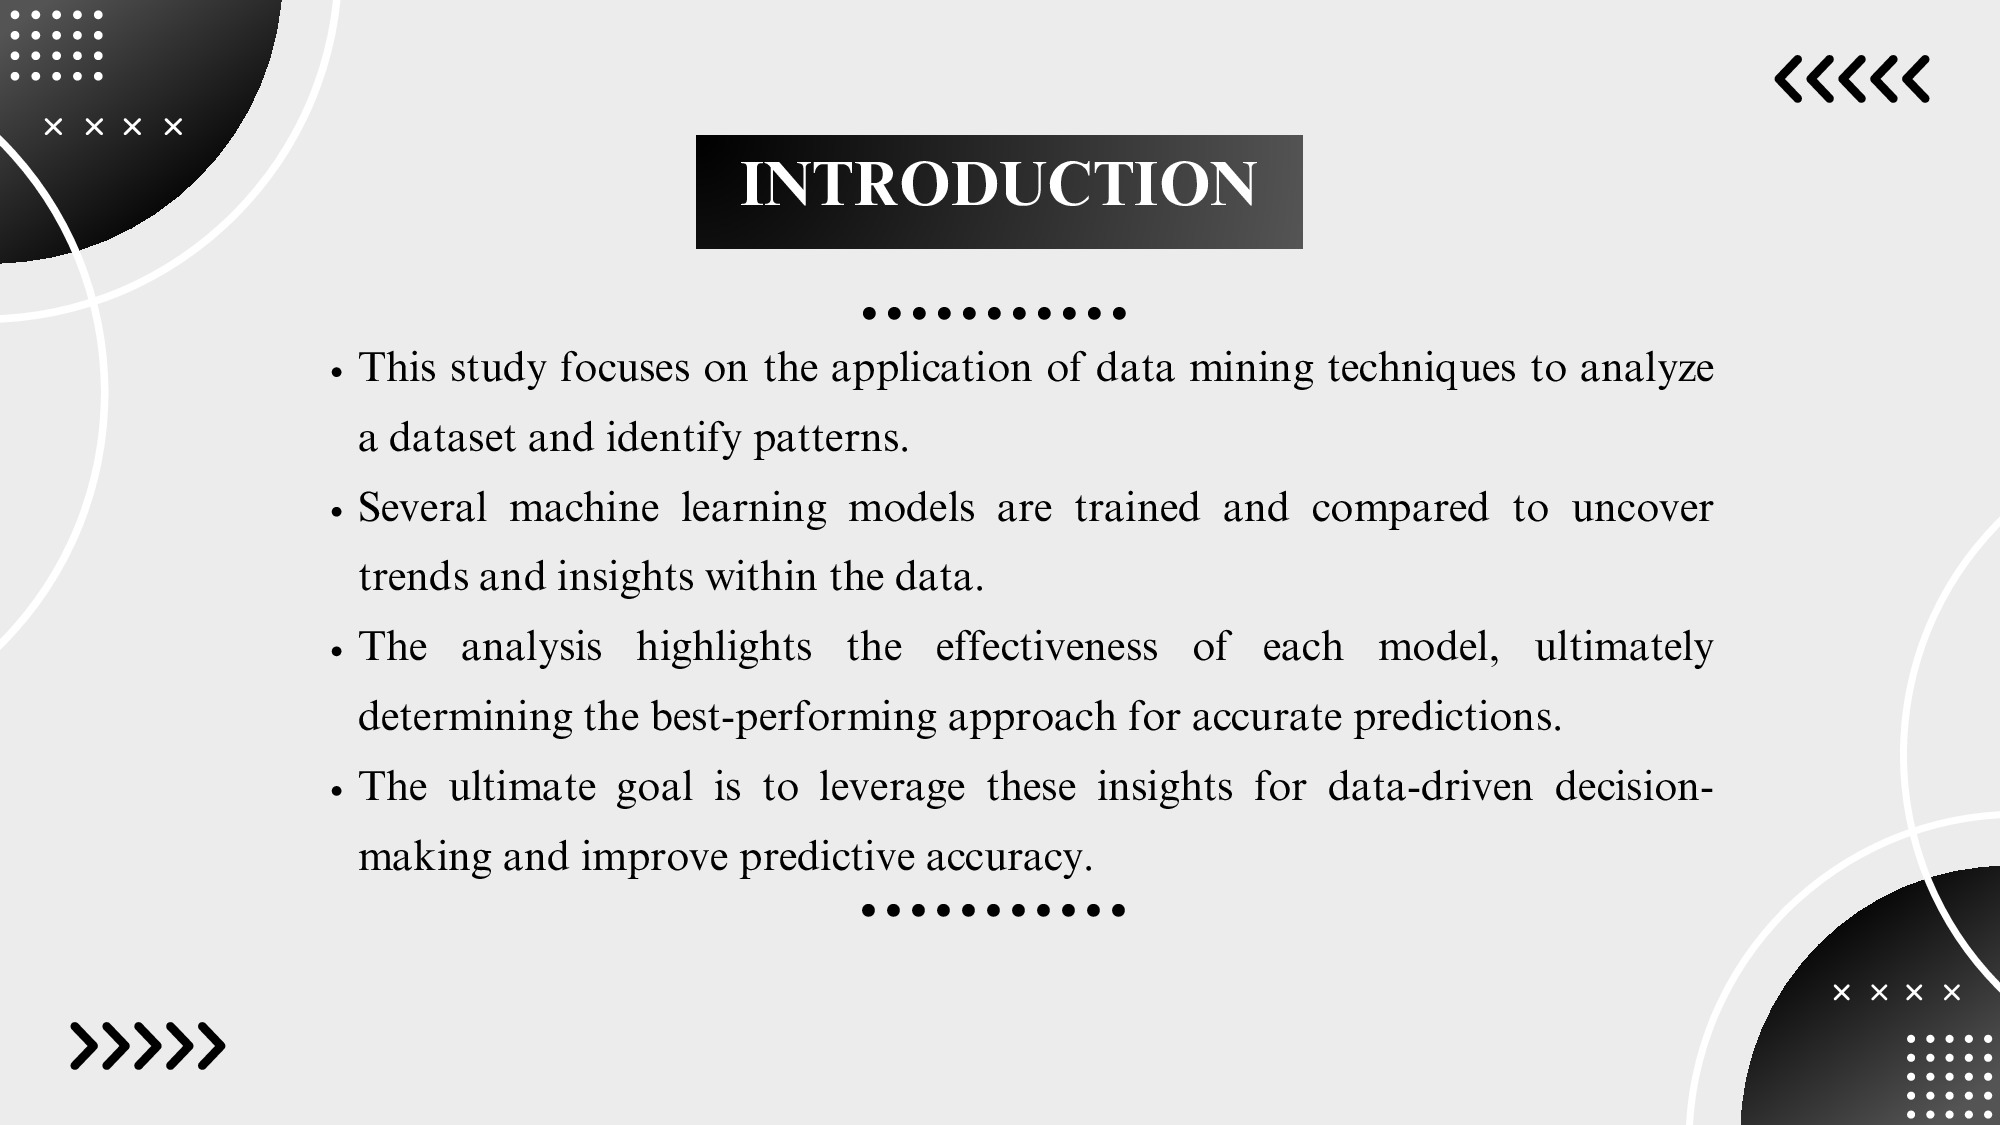 INTRODUCTION
• This study focuses on the application of data mining techniques to analyze
a dataset and identify patterns.
• Several machine learning models are trained and compared to uncover
trends and insights within the data.
• The analysis highlights the effectiveness of each model, ultimately
determining the best-performing approach for accurate predictions.
• The ultimate goal is to leverage these insights for data-driven decision-
making and improve predictive accuracy.